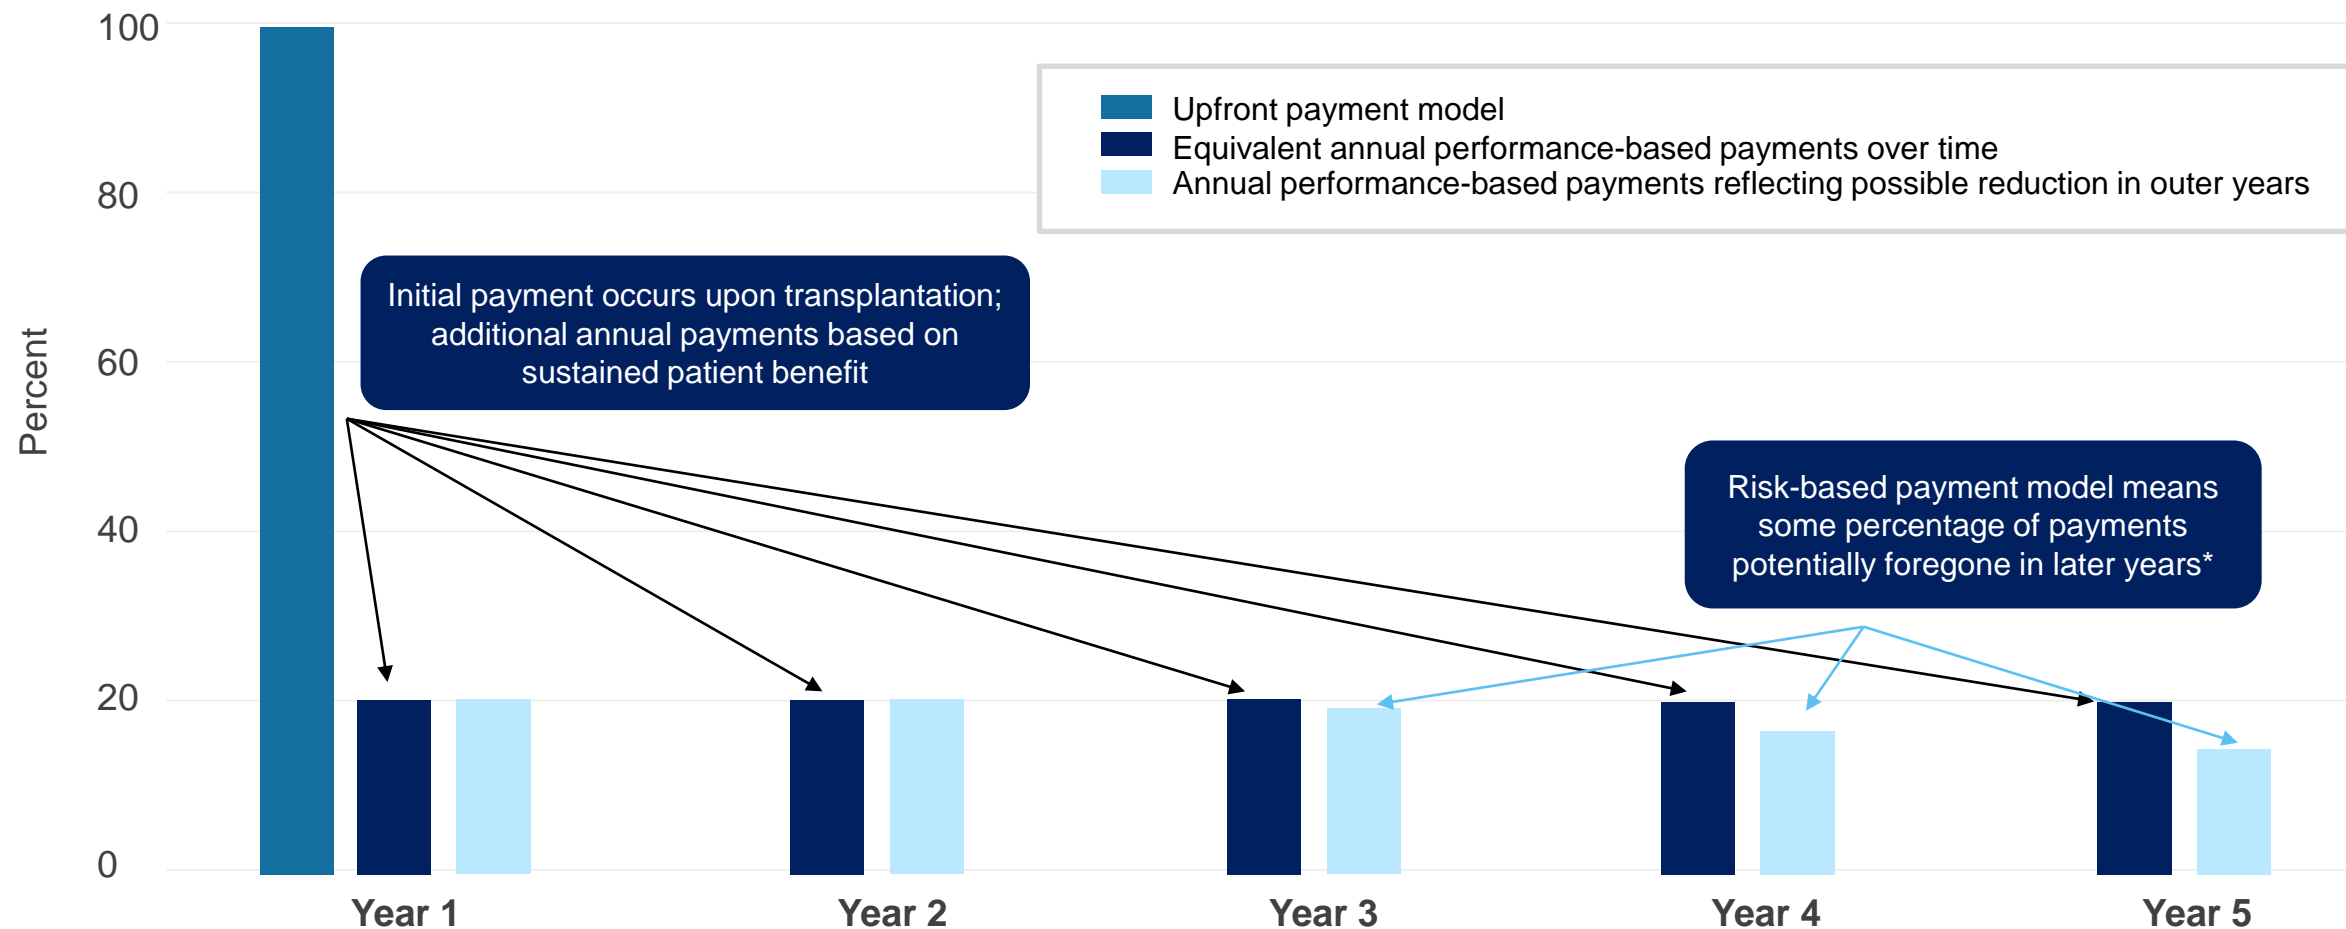 100
80
60
40
20
0
Percent
Upfront payment model
Equivalent annual performance-based payments over time
Annual performance-based payments reflecting possible reduction in outer years
Initial payment occurs upon transplantation;
additional annual payments based on
sustained patient benefit
Risk-based payment model means
some percentage of payments
potentially foregone in later years*
Year 1
Year 2
Year 3
Year 4
Year 5